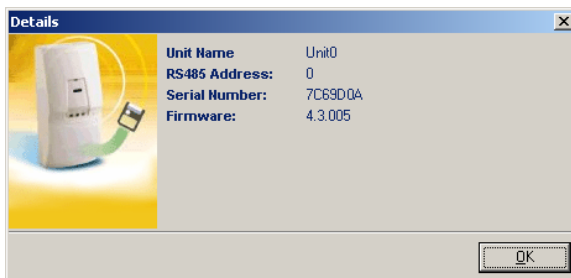 Details
Unit Name Unit0
RS485 Address: 0
Serial Number: 7C69D0A
Firmware: 4.3.005
OK